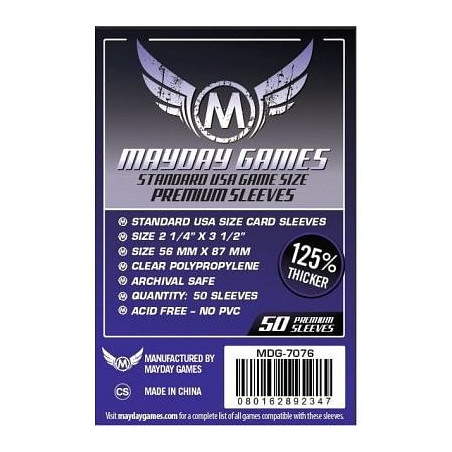 M
MAYDAY GAMES
STANDARD USA GAME SIZE
PREMIUM SLEEVES
STANDARD USA SIZE CARD SLEEVES
SIZE 2 1/4" X 3 1/2"
SIZE 56 MM X 87 MM
CLEAR POLYPROPYLENE
ARCHIVAL SAFE
QUANTITY: 50 SLEEVES
ACID FREE – NO PVC
125%
THICKER
50 PREMIUM
SLEEVES
M
MANUFACTURED BY
MAYDAY GAMES
CS
MADE IN CHINA
MDG-7076
080162892347
Visit maydaygames.com for a complete list of all games compatible with these sleeves.